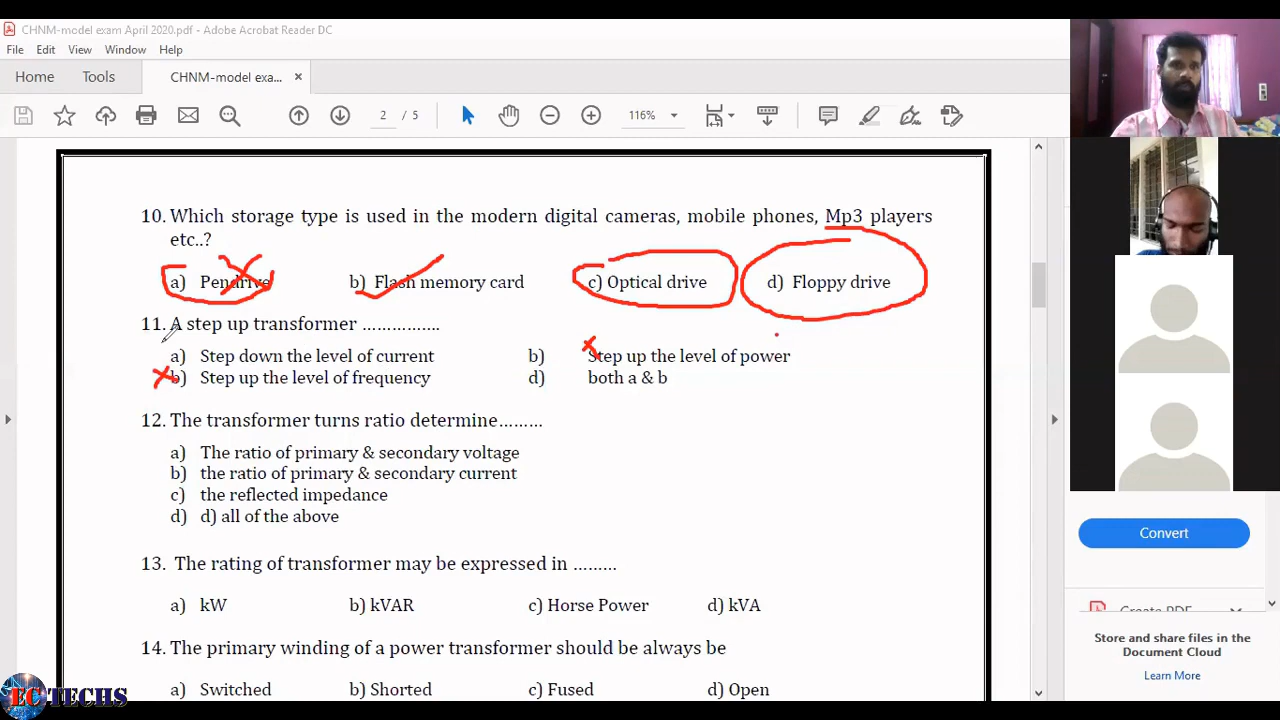 CHNM-model exam April 2020.pdf - Adobe Acrobat Reader DC
File Edit View Window Help
Home Tools CHNM-model exa... ×
2 / 5 116%
10. Which storage type is used in the modern digital cameras, mobile phones, Mp3 players
etc..?
a) Pendrive b) Flash memory card c) Optical drive d) Floppy drive
11. A step up transformer …………….
a) Step down the level of current b) Step up the level of power
b) Step up the level of frequency d) both a & b
12. The transformer turns ratio determine………
a) The ratio of primary & secondary voltage
b) the ratio of primary & secondary current
c) the reflected impedance
d) d) all of the above
13. The rating of transformer may be expressed in ………
a) kW b) kVAR c) Horse Power d) kVA
14. The primary winding of a power transformer should be always be
a) Switched b) Shorted c) Fused d) Open
Convert
Create PDF
Store and share files in the
Document Cloud
Learn More
EC TECHS